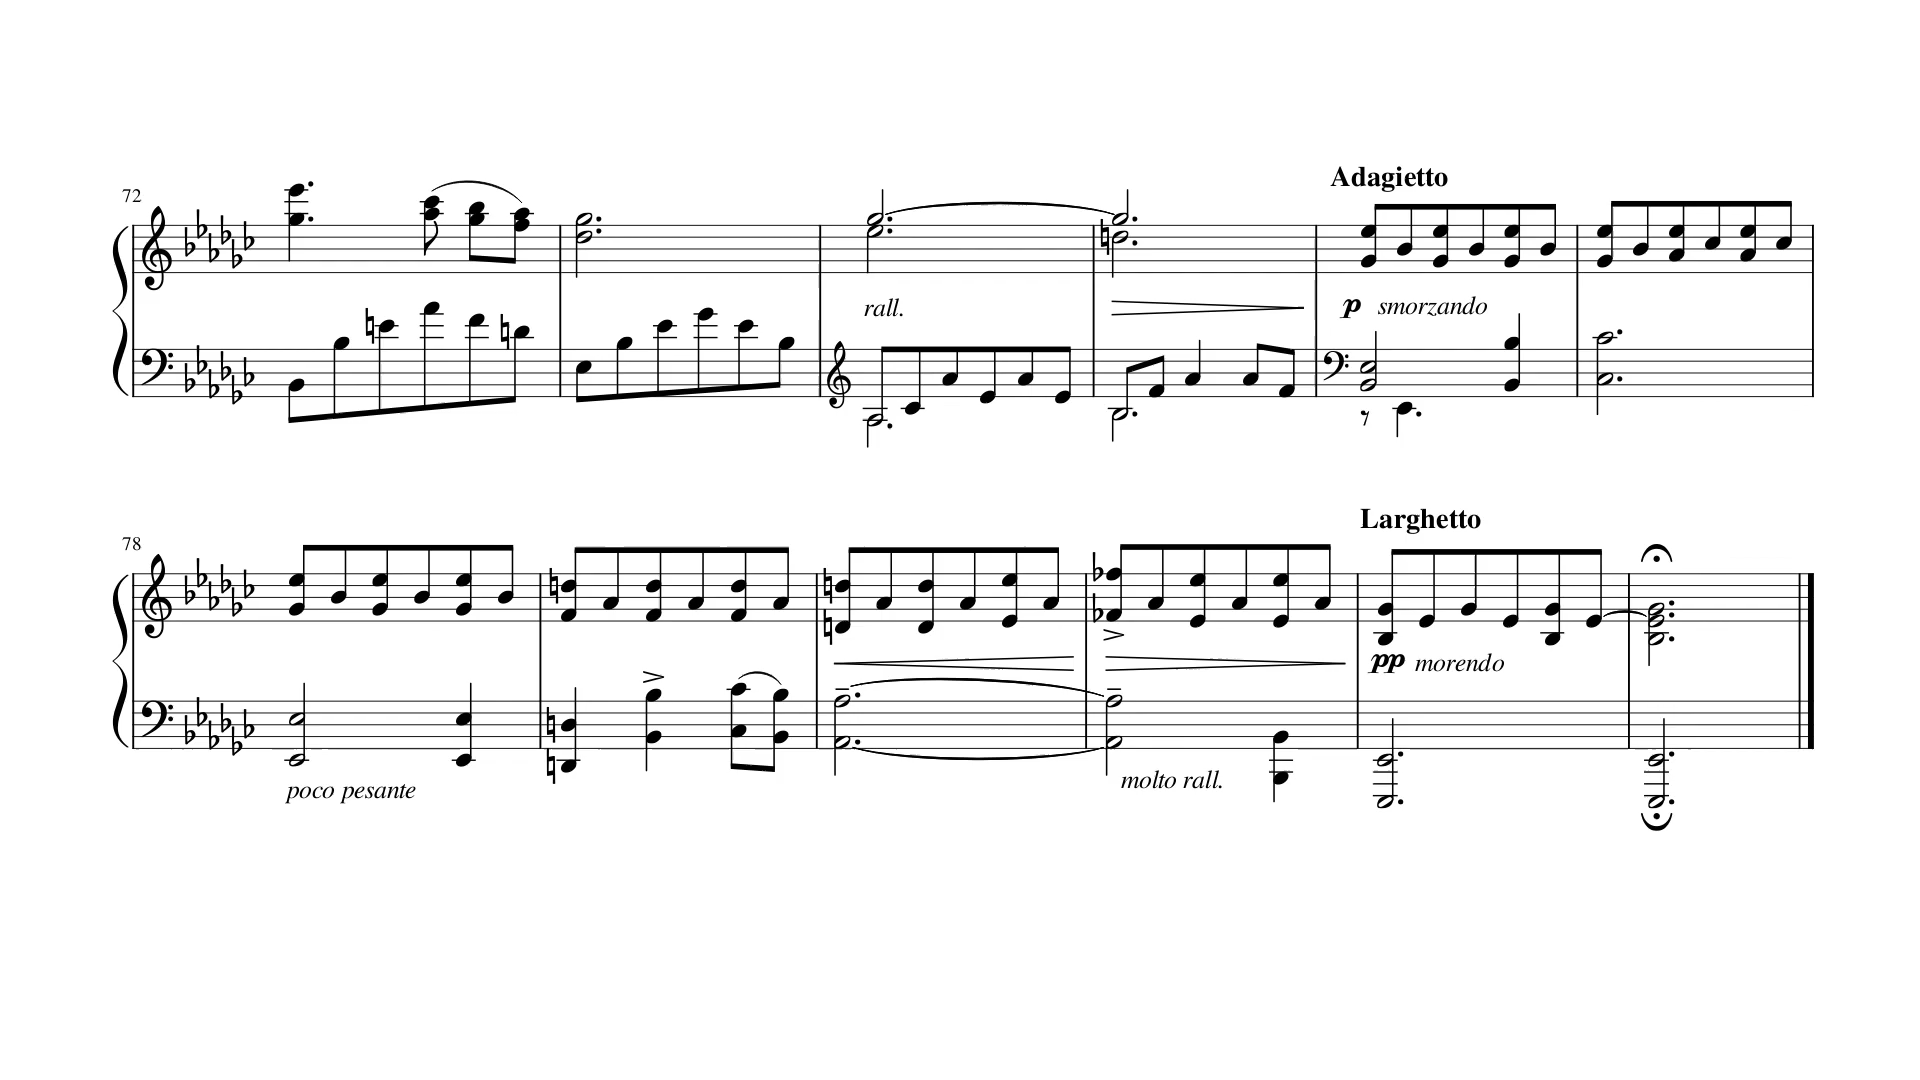 Adagietto
72
rall.
p smorzando
Larghetto
78
pp morendo
molto rall.
poco pesante